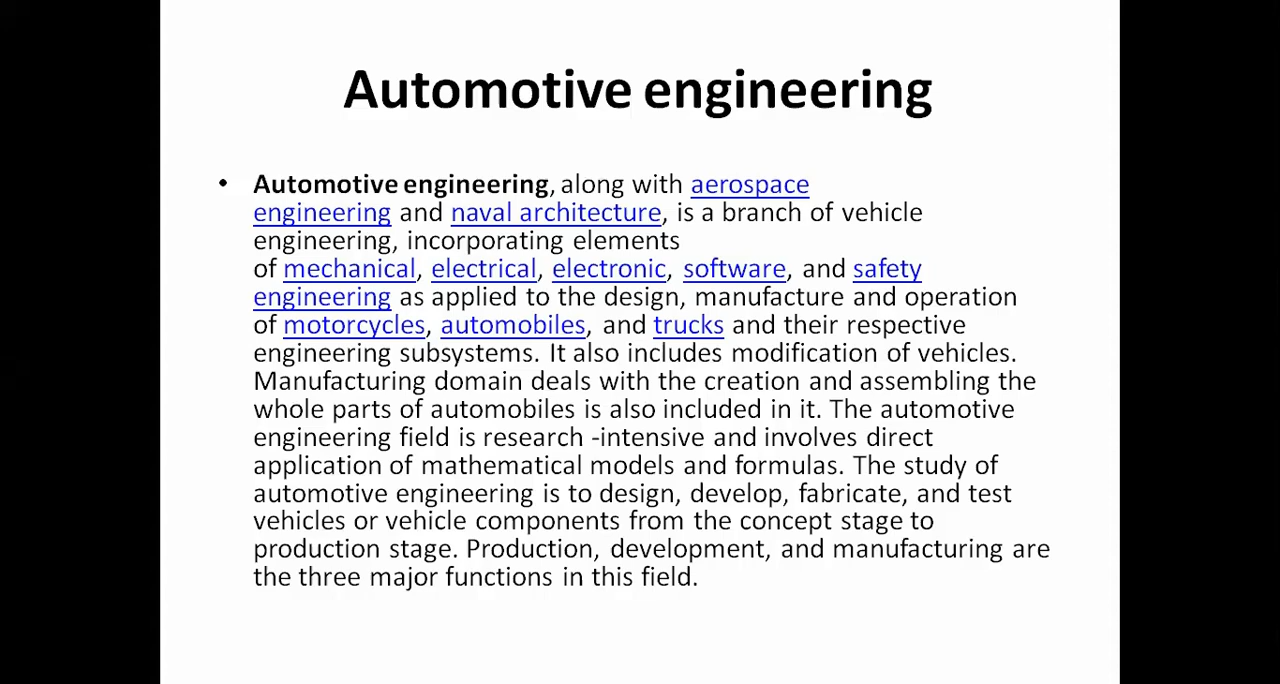 Automotive engineering
• Automotive engineering, along with aerospace
engineering and naval architecture, is a branch of vehicle
engineering, incorporating elements
of mechanical, electrical, electronic, software, and safety
engineering as applied to the design, manufacture and operation
of motorcycles, automobiles, and trucks and their respective
engineering subsystems. It also includes modification of vehicles.
Manufacturing domain deals with the creation and assembling the
whole parts of automobiles is also included in it. The automotive
engineering field is research -intensive and involves direct
application of mathematical models and formulas. The study of
automotive engineering is to design, develop, fabricate, and test
vehicles or vehicle components from the concept stage to
production stage. Production, development, and manufacturing are
the three major functions in this field.